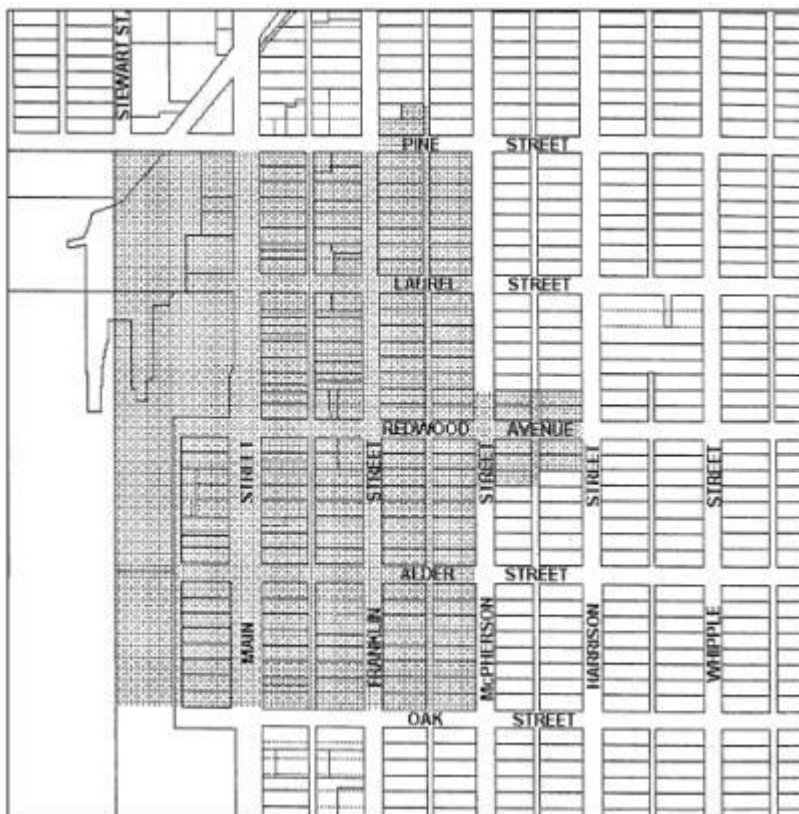 STEWART ST.
PINE STREET
LAUREL STREET
REDWOOD AVENUE
STREET
STREET
STREET
STREET
STREET
ALDER STREET
MAIN
FRANKLIN
McPHERSON
HARRISON
WHIPPLE
OAK STREET